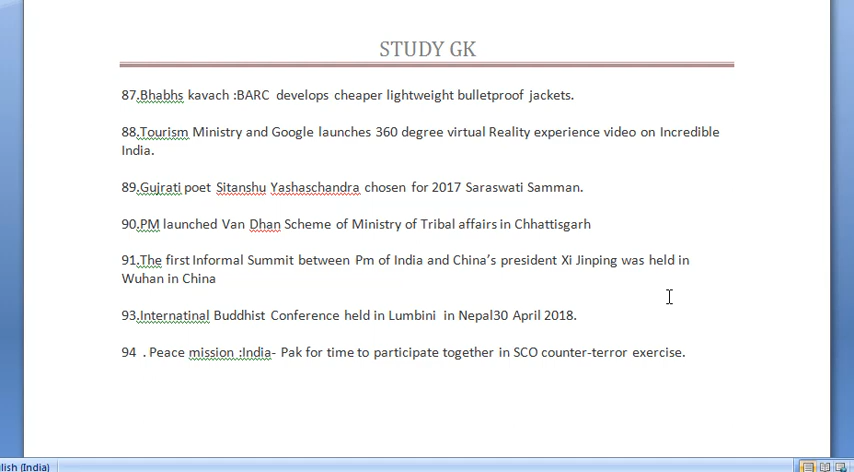 STUDY GK
87.Bhabhs kavach :BARC develops cheaper lightweight bulletproof jackets.
88.Tourism Ministry and Google launches 360 degree virtual Reality experience video on Incredible
India.
89.Gujrati poet Sitanshu Yashaschandra chosen for 2017 Saraswati Samman.
90.PM launched Van Dhan Scheme of Ministry of Tribal affairs in Chhattisgarh
91.The first Informal Summit between Pm of India and China's president Xi Jinping was held in
Wuhan in China
93.Internatinal Buddhist Conference held in Lumbini in Nepal30 April 2018.
94 . Peace mission :India- Pak for time to participate together in SCO counter-terror exercise.
lish (India)